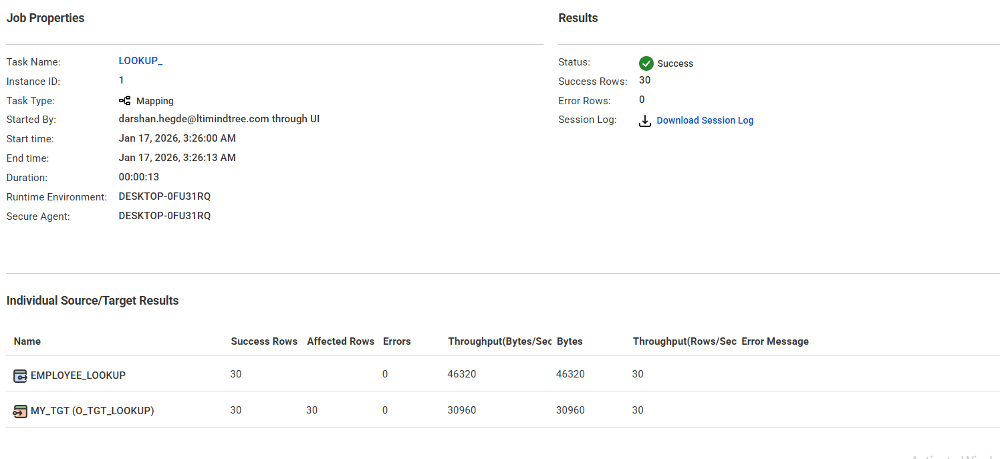 Job Properties
Results
Task Name: LOOKUP_
Instance ID: 1
Task Type: Mapping
Started By: darshan.hegde@ltimindtree.com through UI
Start time: Jan 17, 2026, 3:26:00 AM
End time: Jan 17, 2026, 3:26:13 AM
Duration: 00:00:13
Runtime Environment: DESKTOP-0FU31RQ
Secure Agent: DESKTOP-0FU31RQ
Status: Success
Success Rows: 30
Error Rows: 0
Session Log: Download Session Log
Individual Source/Target Results
Name Success Rows Affected Rows Errors Throughput(Bytes/Sec Bytes Throughput(Rows/Sec Error Message
EMPLOYEE_LOOKUP 30 0 46320 46320 30
MY_TGT (O_TGT_LOOKUP) 30 30 0 30960 30960 30